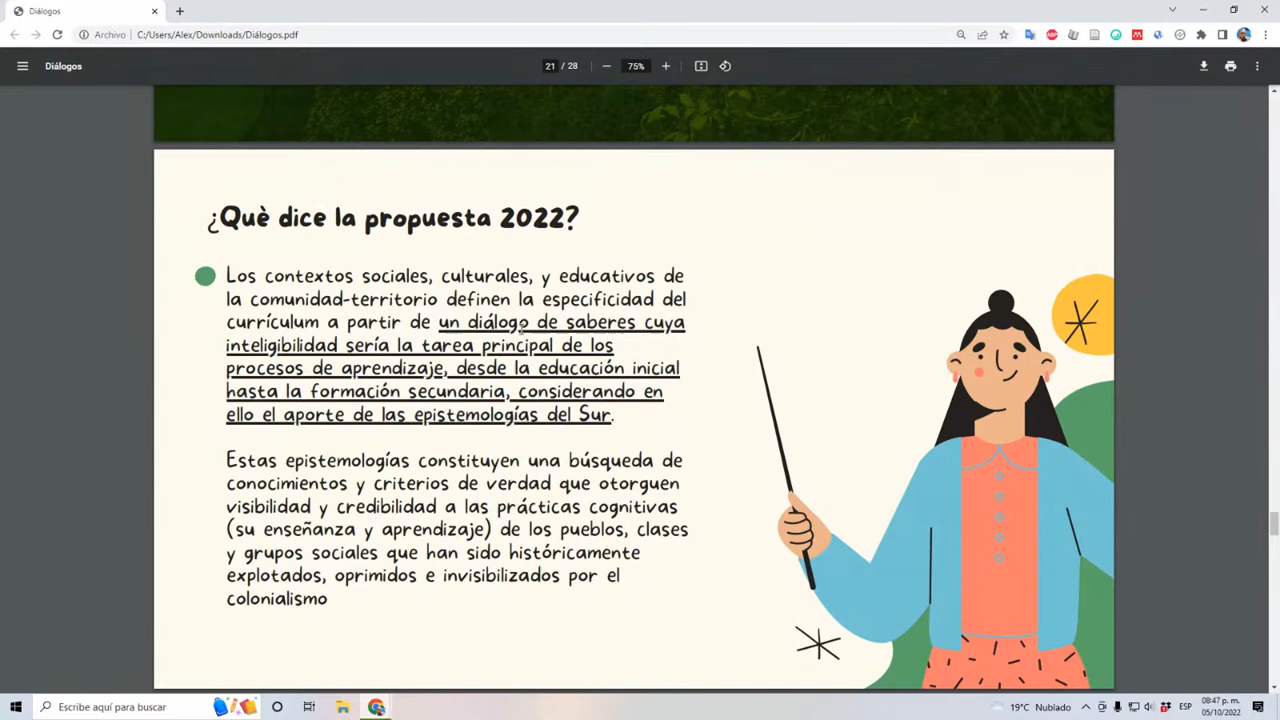 Diálogos
Archivo C:/Users/Alex/Downloads/Diálogos.pdf
Diálogos 21 / 28 75%
¿Què dice la propuesta 2022?
Los contextos sociales, culturales, y educativos de
la comunidad-territorio definen la especificidad del
currículum a partir de un diálogo de saberes cuya
inteligibilidad sería la tarea principal de los
procesos de aprendizaje, desde la educación inicial
hasta la formación secundaria, considerando en
ello el aporte de las epistemologías del Sur.
Estas epistemologías constituyen una búsqueda de
conocimientos y criterios de verdad que otorguen
visibilidad y credibilidad a las prácticas cognitivas
(su enseñanza y aprendizaje) de los pueblos, clases
y grupos sociales que han sido históricamente
explotados, oprimidos e invisibilizados por el
colonialismo
Escribe aquí para buscar
19°C Nublado
ESP
08:47 p. m.
05/10/2022